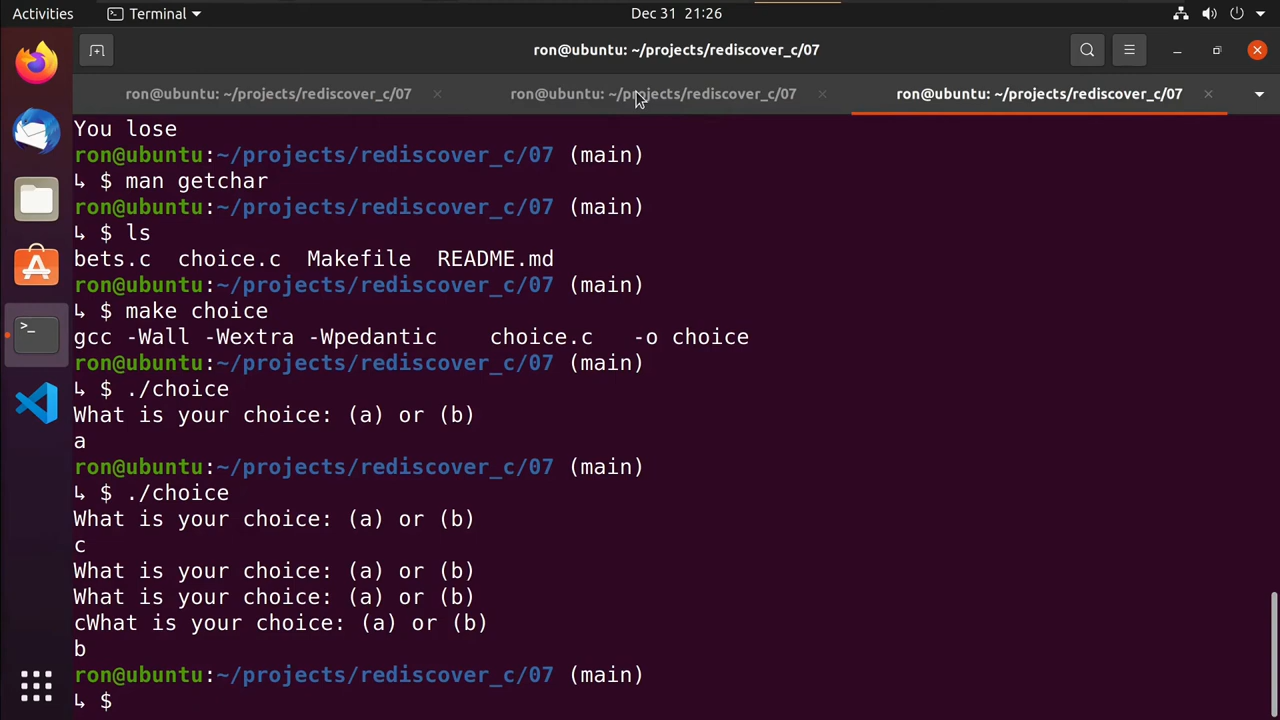 Activities Terminal Dec 31 21:26
ron@ubuntu: ~/projects/rediscover_c/07
ron@ubuntu: ~/projects/rediscover_c/07 ron@ubuntu: ~/projects/rediscover_c/07 ron@ubuntu: ~/projects/rediscover_c/07
You lose
ron@ubuntu:~/projects/rediscover_c/07 (main)
↳ $ man getchar
ron@ubuntu:~/projects/rediscover_c/07 (main)
↳ $ ls
bets.c choice.c Makefile README.md
ron@ubuntu:~/projects/rediscover_c/07 (main)
↳ $ make choice
gcc -Wall -Wextra -Wpedantic choice.c -o choice
ron@ubuntu:~/projects/rediscover_c/07 (main)
↳ $ ./choice
What is your choice: (a) or (b)
a
ron@ubuntu:~/projects/rediscover_c/07 (main)
↳ $ ./choice
What is your choice: (a) or (b)
c
What is your choice: (a) or (b)
What is your choice: (a) or (b)
cWhat is your choice: (a) or (b)
b
ron@ubuntu:~/projects/rediscover_c/07 (main)
↳ $